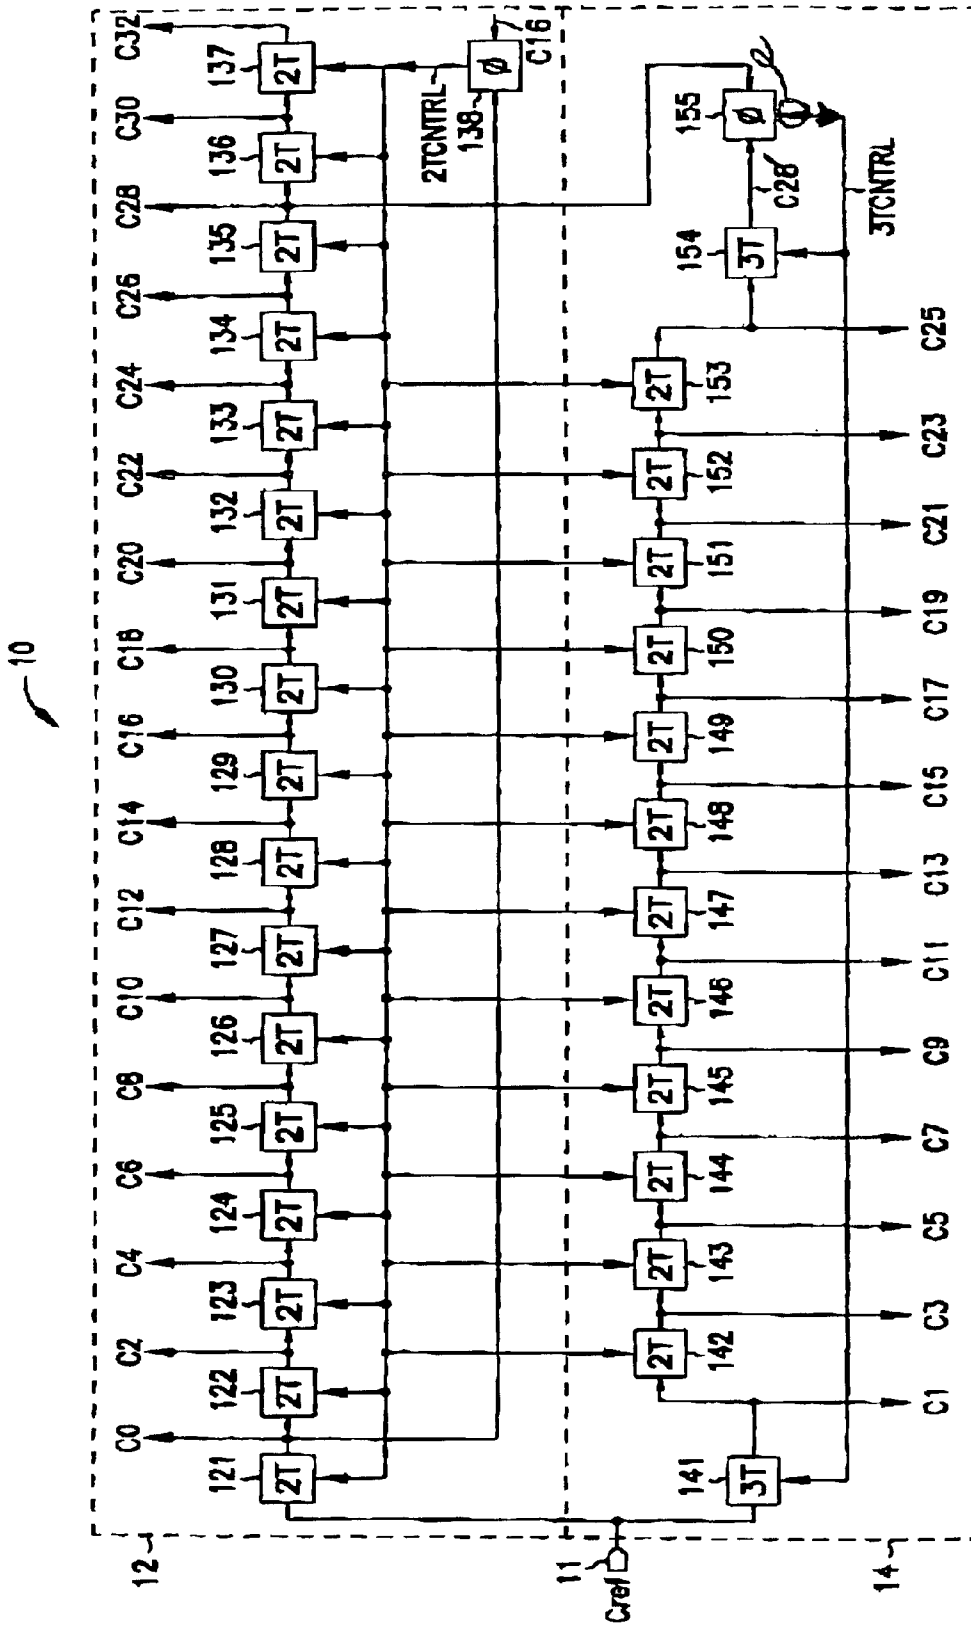 10
12 C0 C2 C4 C6 C8 C10 C12 C14 C16 C18 C20 C22 C24 C26 C28 C30 C32
121 122 123 124 125 126 127 128 129 130 131 132 133 134 135 136 137
2T 2T 2T 2T 2T 2T 2T 2T 2T 2T 2T 2T 2T 2T 2T 2T 2T
2TCNTRL
138 Ø
C16
11
Cref
2T 2T 2T 2T 2T 2T 2T 2T 2T 2T 2T 2T
142 143 144 145 146 147 148 149 150 151 152 153
141 154 155
3T 3T Ø
C28
3TCNTRL
14
C1 C3 C5 C7 C9 C11 C13 C15 C17 C19 C21 C23 C25